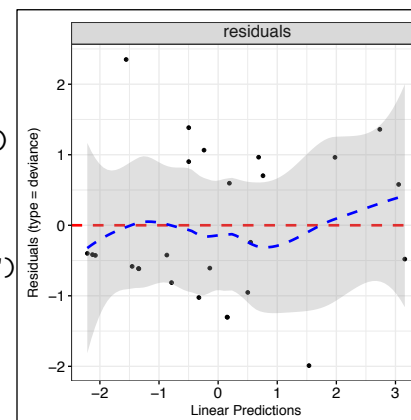 residuals
2
1
0
−1
−2
Residuals (type = deviance)
−2 −1 0 1 2 3
Linear Predictions